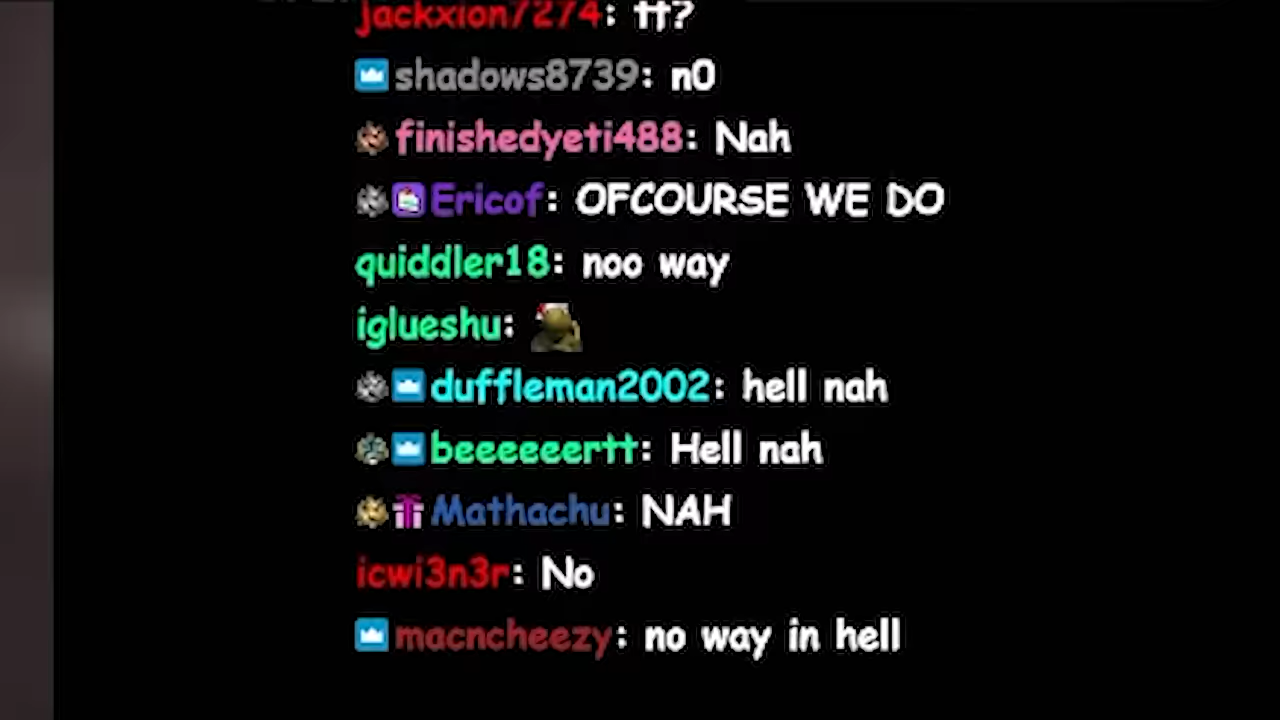 jackxion7274: tt?
shadows8739: n0
finishedyeti488: Nah
Ericof: OFCOURSE WE DO
quiddler18: noo way
iglueshu:
duffleman2002: hell nah
beeeeeertt: Hell nah
Mathachu: NAH
icwi3n3r: No
macncheezy: no way in hell